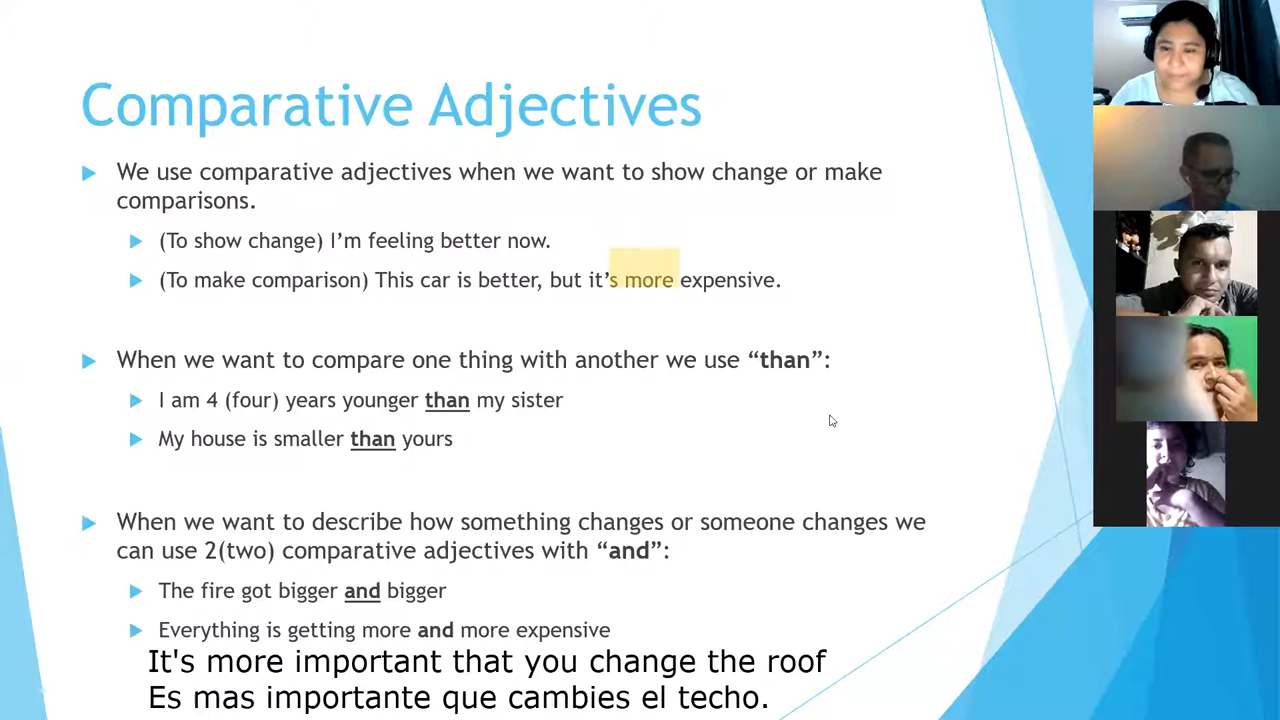 Comparative Adjectives
We use comparative adjectives when we want to show change or make
comparisons.
(To show change) I’m feeling better now.
(To make comparison) This car is better, but it’s more expensive.
When we want to compare one thing with another we use “than”:
I am 4 (four) years younger than my sister
My house is smaller than yours
When we want to describe how something changes or someone changes we
can use 2(two) comparative adjectives with “and”:
The fire got bigger and bigger
Everything is getting more and more expensive
It's more important that you change the roof
Es mas importante que cambies el techo.